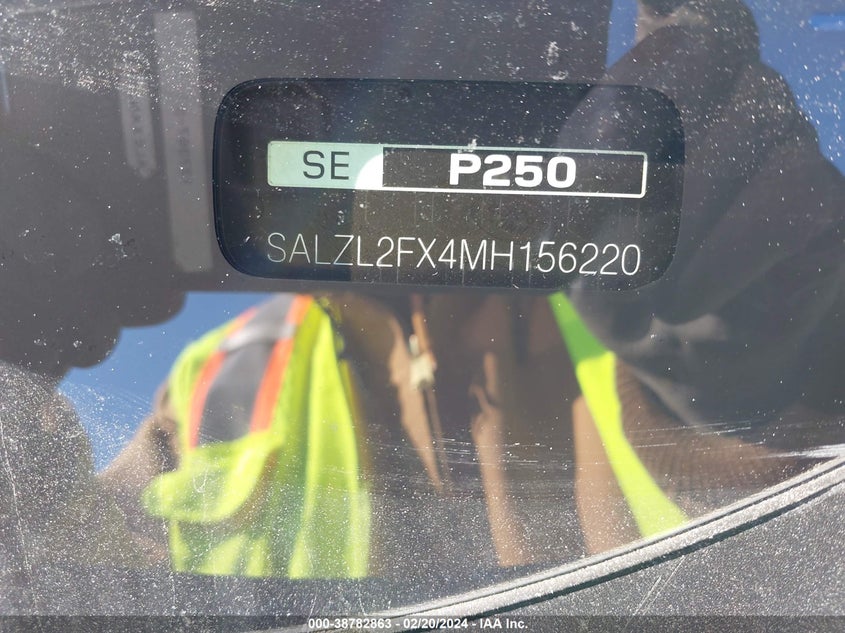 SE P250
SALZL2FX4MH156220
000-38782863 - 02/20/2024 - IAA Inc.